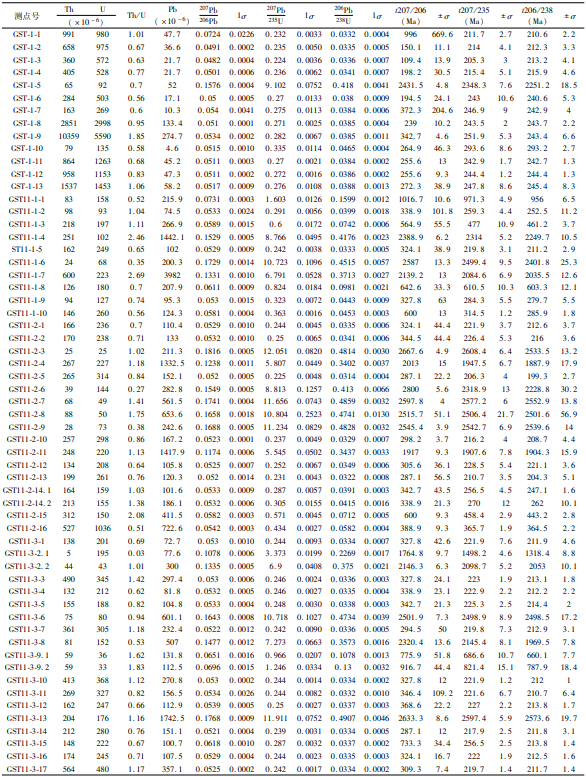 测点号 Th U Th/U Pb ²⁰⁷Pb/²⁰⁶Pb 1σ ²⁰⁷Pb/²³⁵U 1σ ²⁰⁶Pb/²³⁸U 1σ t207/206 ±σ t207/235 ±σ t206/238 ±σ
(×10⁻⁶) (×10⁻⁶) (Ma) (Ma) (Ma)
GST-1-1 991 980 1.01 47.7 0.0724 0.0226 0.232 0.0033 0.0332 0.0004 996 669.6 211.7 2.7 210.6 2.2
GST-1-2 658 975 0.67 36.6 0.0491 0.0002 0.235 0.0050 0.0335 0.0005 150.1 11.1 214 4.1 212.3 3.3
GST-1-3 360 572 0.63 21.7 0.0482 0.0004 0.224 0.0036 0.0336 0.0007 109.4 13.9 205.3 3 213.2 4.1
GST-1-4 405 528 0.77 21.7 0.0501 0.0006 0.236 0.0062 0.0341 0.0007 198.2 30.5 215.4 5.1 215.9 4.6
GST-1-5 65 92 0.7 52 0.1576 0.0004 9.102 0.0752 0.418 0.0005 2431.5 4.8 2348.3 7.6 2251.2 22.5
GST-1-6 284 503 0.56 17.1 0.05 0.0006 0.27 0.0133 0.038 0.0009 194.5 24.1 243 10.6 240.6 5.3
GST-1-7 163 269 0.6 10.3 0.054 0.0041 0.275 0.0113 0.0384 0.0006 372.3 204.6 246.9 9 242.9 4
GST-1-8 2851 2998 0.95 133.4 0.051 0.0001 0.271 0.0025 0.0385 0.0004 239 10.2 243.5 2 243.7 2.2
GST-1-9 10359 5590 1.85 274.7 0.0534 0.0002 0.282 0.0067 0.0385 0.0011 342.7 4.6 251.9 5.3 243.4 6.6
GST-1-10 79 135 0.58 4.6 0.0515 0.0010 0.335 0.0114 0.0465 0.0004 264.9 46.3 293.6 8.6 293.2 2.7
GST-1-11 864 1263 0.68 45.2 0.0511 0.0003 0.27 0.0021 0.0384 0.0002 255.6 13 242.9 1.7 242.7 1.3
GST-1-12 958 1153 0.83 47.3 0.0511 0.0002 0.272 0.0016 0.0386 0.0002 255.6 9.3 244.4 1.2 244.4 1.3
GST-1-13 1537 1453 1.06 58.2 0.0517 0.0009 0.276 0.0108 0.0388 0.0013 272.3 38.9 247.8 8.6 245.4 8.3
GST11-1-1 83 158 0.52 215.9 0.0731 0.0003 1.603 0.0126 0.1599 0.0012 1016.7 10.6 971.3 4.9 956 6.5
GST11-1-2 98 93 1.04 74.5 0.0533 0.0024 0.291 0.0056 0.0399 0.0018 338.9 101.8 259.3 4.4 252.5 11.2
GST11-1-3 218 197 1.11 266.9 0.0589 0.0015 0.6 0.0172 0.0742 0.0006 564.9 55.5 477 10.9 461.2 3.7
GST11-1-4 251 102 2.46 1442.1 0.1529 0.0005 8.766 0.0495 0.4176 0.0023 2388.9 6.2 2314 5.2 2249.7 10.5
ST11-1-5 162 249 0.65 102 0.0529 0.0009 0.242 0.0038 0.0333 0.0005 324.1 38.9 219.8 3.1 211.2 2.9
GST11-1-6 24 68 0.35 200.3 0.1729 0.0014 10.723 0.1096 0.4515 0.0057 2587 13.3 2499.4 9.5 2401.8 25.3
GST11-1-7 600 223 2.69 3982 0.1331 0.0010 6.791 0.0528 0.3713 0.0027 2139.2 13 2084.6 6.9 2035.5 12.6
GST11-1-8 126 180 0.7 207.9 0.0611 0.0009 0.824 0.0184 0.0981 0.0021 642.6 33.3 610.5 10.3 603.3 12.1
GST11-1-9 94 127 0.74 95.3 0.053 0.0015 0.323 0.0072 0.0443 0.0009 327.8 63 284.3 5.5 279.7 5.5
GST11-1-10 146 260 0.56 124.3 0.0581 0.0004 0.363 0.0016 0.0453 0.0003 600 13 314.5 1.2 285.9 1.8
GST11-2-1 166 236 0.7 110.4 0.0529 0.0010 0.244 0.0045 0.0335 0.0006 324.1 44.4 221.9 3.7 212.6 3.7
GST11-2-2 170 238 0.71 133 0.0532 0.0010 0.25 0.0065 0.0341 0.0006 344.5 44.4 226.4 5.3 216 3.6
GST11-2-3 25 25 1.02 211.3 0.1816 0.0005 12.051 0.0820 0.4814 0.0030 2667.6 4.9 2608.4 6.4 2533.5 13.2
GST11-2-4 267 227 1.18 1332.5 0.1238 0.0011 5.807 0.0449 0.3402 0.0037 2013 15 1947.5 6.7 1887.9 17.9
GST11-2-5 265 314 0.84 152.1 0.052 0.0005 0.225 0.0048 0.0314 0.0004 287.1 22.2 206.3 4 199.3 2.7
GST11-2-6 39 144 0.27 282.8 0.1549 0.0005 8.813 0.1257 0.413 0.0066 2800 5.6 2318.9 13 2228.8 30.2
GST11-2-7 68 49 1.41 561.5 0.1741 0.0004 11.656 0.0743 0.4859 0.0032 2597.8 4 2577.2 6 2552.9 13.8
GST11-2-8 88 50 1.75 653.6 0.1658 0.0018 10.804 0.2523 0.4741 0.0130 2515.7 51.1 2506.4 21.7 2501.6 56.9
GST11-2-9 28 73 0.38 242.6 0.1688 0.0005 11.234 0.0829 0.4828 0.0033 2545.4 3.9 2542.7 6.9 2539.6 14
GST11-2-10 257 298 0.86 167.2 0.0523 0.0001 0.237 0.0049 0.0329 0.0007 298.2 3.7 216.2 4 208.7 4.4
GST11-2-11 248 220 1.13 1417.9 0.1174 0.0006 5.545 0.0502 0.3437 0.0033 1917 9.3 1907.6 7.8 1904.3 15.9
GST11-2-12 134 208 0.64 105.8 0.0525 0.0007 0.252 0.0067 0.0349 0.0006 305.6 36.1 228.5 5.4 221.1 3.6
GST11-2-13 199 261 0.76 120.3 0.052 0.0014 0.231 0.0043 0.0322 0.0008 287.1 56.5 210.7 3.5 204.3 5.1
GST11-2-14.1 164 159 1.03 101.6 0.0533 0.0009 0.287 0.0057 0.0391 0.0003 342.7 43.5 256.5 4.5 247.1 1.6
GST11-2-14.2 213 155 1.38 186.1 0.0532 0.0006 0.305 0.0155 0.0415 0.0016 338.9 21.3 270 12 262 10.1
GST11-2-15 312 150 2.08 411.5 0.0582 0.0003 0.571 0.0045 0.0712 0.0005 600 9.3 458.4 2.9 443.2 2.8
GST11-2-16 527 1036 0.51 722.6 0.0542 0.0003 0.434 0.0027 0.0582 0.0004 388.9 9.3 365.7 1.9 364.5 2.2
GST11-3-1 138 201 0.69 72.7 0.053 0.0010 0.244 0.0093 0.0334 0.0007 327.8 42.6 221.9 7.6 211.9 4.6
GST11-3-2.1 5 195 0.03 77.6 0.1078 0.0006 3.373 0.0199 0.2269 0.0017 1764.8 9.7 1498.2 4.6 1318.4 8.8
GST11-3-2.2 44 43 1.01 300 0.1335 0.0005 6.9 0.0408 0.375 0.0021 2146.3 6.3 2098.7 5.2 2053 10.1
GST11-3-3 490 345 1.42 297.4 0.053 0.0006 0.246 0.0024 0.0336 0.0003 327.8 24.1 223 1.9 213.1 1.8
GST11-3-4 132 212 0.62 81.8 0.0532 0.0005 0.246 0.0027 0.0334 0.0004 338.9 23.1 222.9 2.2 212.2 2.2
GST11-3-5 155 188 0.82 104.8 0.0533 0.0004 0.248 0.0030 0.0338 0.0003 342.7 21.3 225.3 2.5 214.4 2
GST11-3-6 75 80 0.94 601.1 0.1643 0.0008 10.718 0.0027 0.4734 0.0039 2501.9 7.3 2498.9 8.9 2498.5 17.2
GST11-3-7 361 305 1.18 232.4 0.0522 0.0012 0.242 0.0090 0.0336 0.0005 294.5 50 219.8 7.3 212.9 3.1
GST11-3-8 81 152 0.53 507 0.1477 0.0012 7.273 0.0663 0.3573 0.0016 2320.4 13.6 2145.4 8.1 1969.5 7.8
GST11-3-9.1 59 36 1.62 131.8 0.0651 0.0016 0.966 0.0207 0.1078 0.0013 775.9 51.8 686.6 10.7 660.1 7.7
GST11-3-9.2 59 33 1.83 112.5 0.0696 0.0015 1.246 0.0334 0.13 0.0032 916.7 44.4 821.4 15.1 787.9 18.4
GST11-3-10 413 368 1.12 270.8 0.053 0.0002 0.244 0.0014 0.0334 0.0002 327.8 12 221.9 1.2 212 1
GST11-3-11 269 327 0.82 156.5 0.0534 0.0026 0.244 0.0082 0.0332 0.0010 346.4 109.2 221.6 6.7 210.7 6.4
GST11-3-12 162 247 0.66 112.9 0.0539 0.0005 0.25 0.0027 0.0337 0.0002 368.6 22.2 227 2.2 213.8 1.7
GST11-3-13 204 176 1.16 1742.5 0.1768 0.0009 11.911 0.0752 0.4907 0.0046 2633.3 8.6 2597.4 5.9 2573.6 19.7
GST11-3-14 212 280 0.76 151.1 0.0521 0.0004 0.239 0.0031 0.0334 0.0003 287.1 12 217.9 2.5 211.8 3.1
GST11-3-15 148 222 0.67 100.7 0.0618 0.0010 0.287 0.0032 0.0337 0.0002 733.3 34.4 256.5 2.5 213.8 1.4
GST11-3-16 174 245 0.71 107.5 0.0529 0.0004 0.244 0.0023 0.0335 0.0003 324.1 16.7 222 1.9 212.5 1.6
GST11-3-17 564 480 1.17 357.1 0.0525 0.0002 0.242 0.0017 0.0334 0.0002 309.3 7.4 219.7 1.4 211.7 1.4